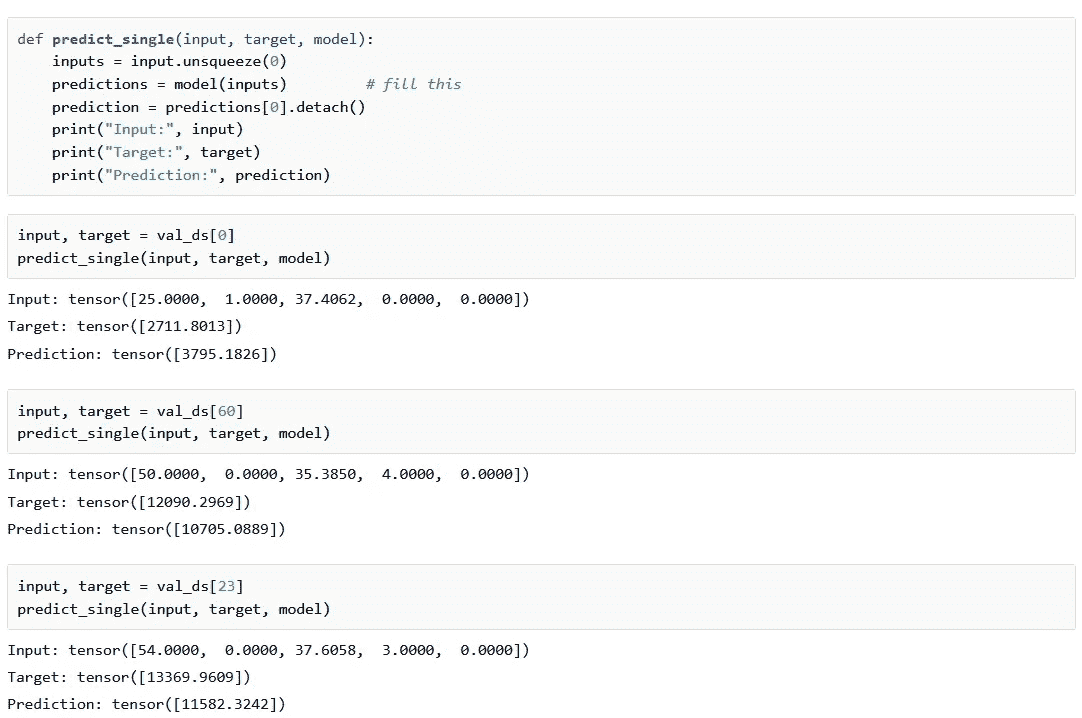 def predict_single(input, target, model):
    inputs = input.unsqueeze(0)
    predictions = model(inputs)         # fill this
    prediction = predictions[0].detach()
    print("Input:", input)
    print("Target:", target)
    print("Prediction:", prediction)
input, target = val_ds[0]
predict_single(input, target, model)
Input: tensor([25.0000,  1.0000, 37.4062,  0.0000,  0.0000])
Target: tensor([2711.8013])
Prediction: tensor([3795.1826])
input, target = val_ds[60]
predict_single(input, target, model)
Input: tensor([50.0000,  0.0000, 35.3850,  4.0000,  0.0000])
Target: tensor([12090.2969])
Prediction: tensor([10705.0889])
input, target = val_ds[23]
predict_single(input, target, model)
Input: tensor([54.0000,  0.0000, 37.6058,  3.0000,  0.0000])
Target: tensor([13369.9609])
Prediction: tensor([11582.3242])